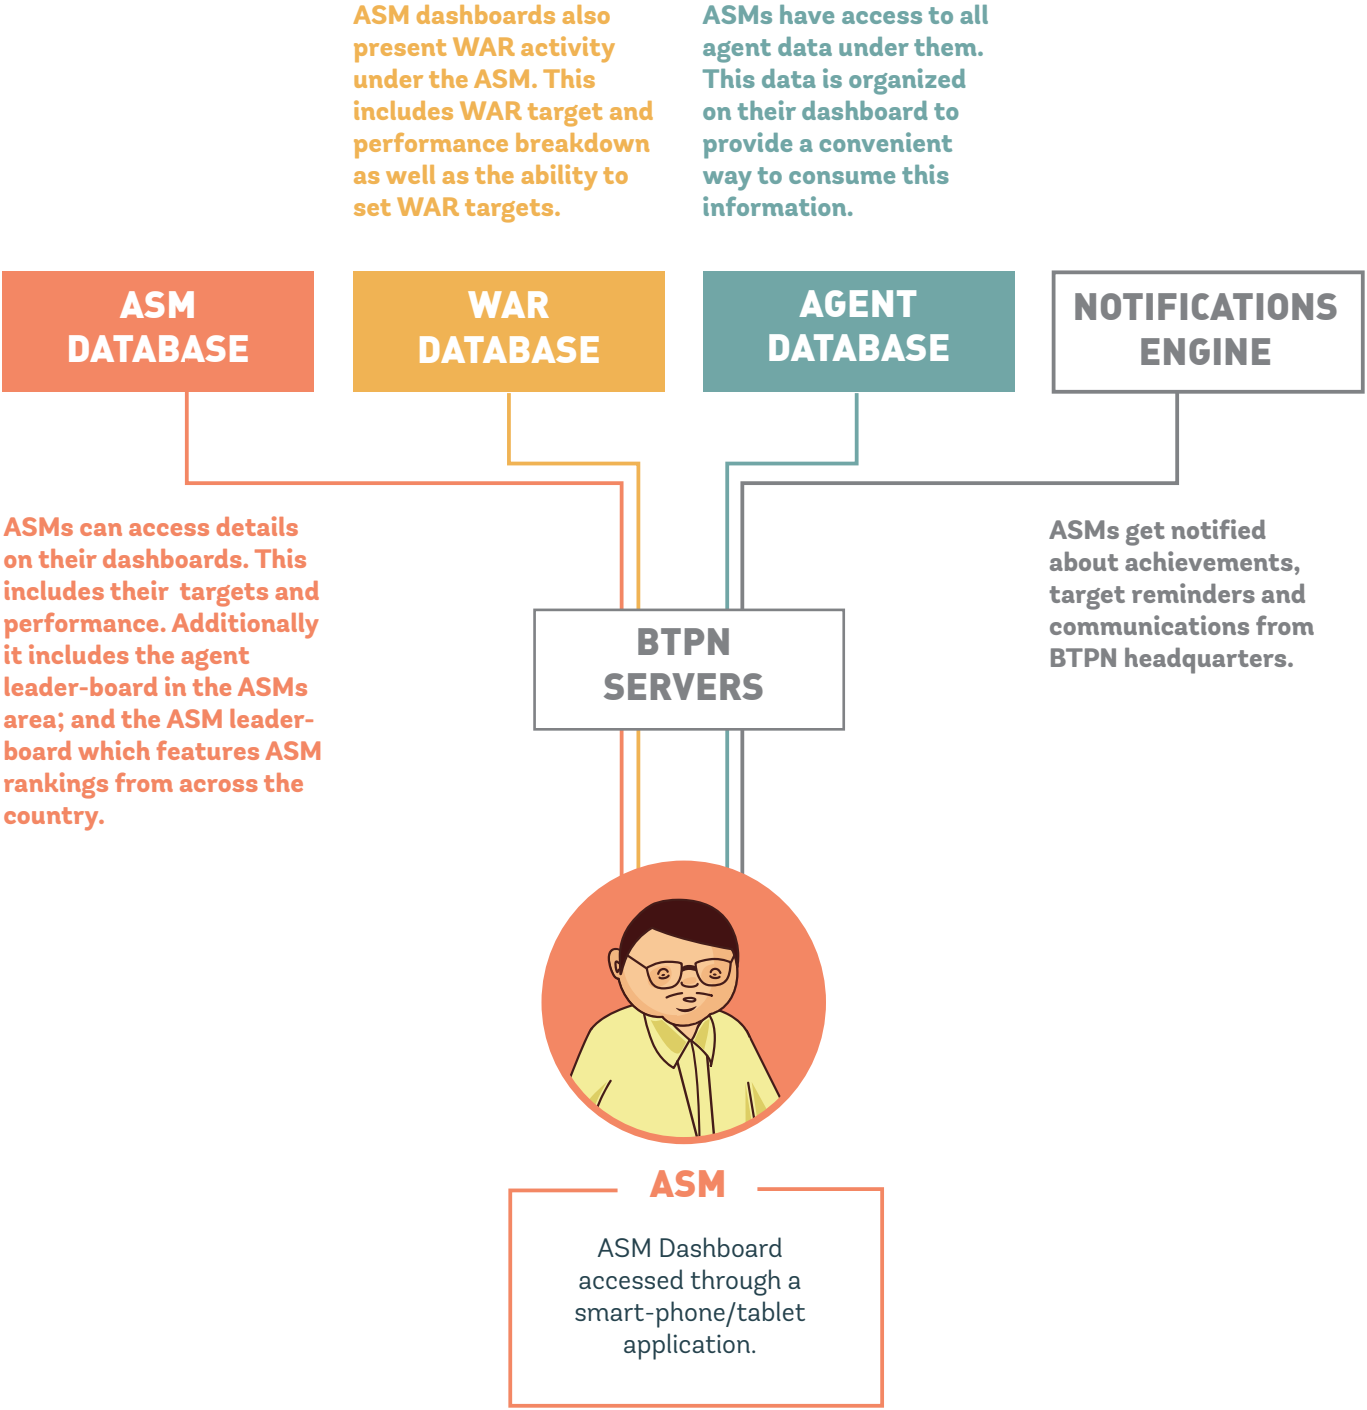 ASM dashboards also
present WAR activity
under the ASM. This
includes WAR target and
performance breakdown
as well as the ability to
set WAR targets.
ASMs have access to all
agent data under them.
This data is organized
on their dashboard to
provide a convenient
way to consume this
information.
ASM
DATABASE
WAR
DATABASE
AGENT
DATABASE
NOTIFICATIONS
ENGINE
ASMs can access details
on their dashboards. This
includes their targets and
performance. Additionally
it includes the agent
leader-board in the ASMs
area; and the ASM leader-
board which features ASM
rankings from across the
country.
ASMs get notified
about achievements,
target reminders and
communications from
BTPN headquarters.
BTPN
SERVERS
ASM
ASM Dashboard
accessed through a
smart-phone/tablet
application.